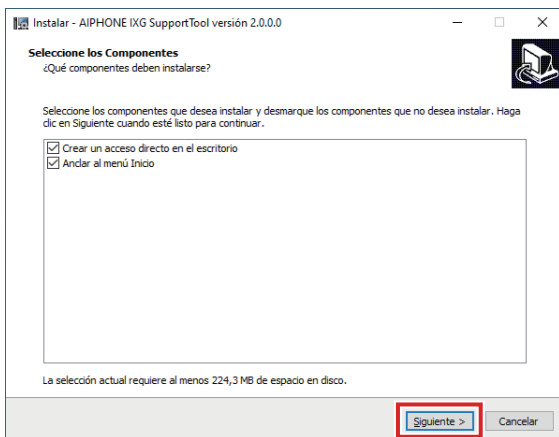 Instalar - AIPHONE IXG SupportTool versión 2.0.0.0
Seleccione los Componentes
¿Qué componentes deben instalarse?
Seleccione los componentes que desea instalar y desmarque los componentes que no desea instalar. Haga
clic en Siguiente cuando esté listo para continuar.
Crear un acceso directo en el escritorio
Anclar al menú Inicio
La selección actual requiere al menos 224,3 MB de espacio en disco.
Siguiente >
Cancelar